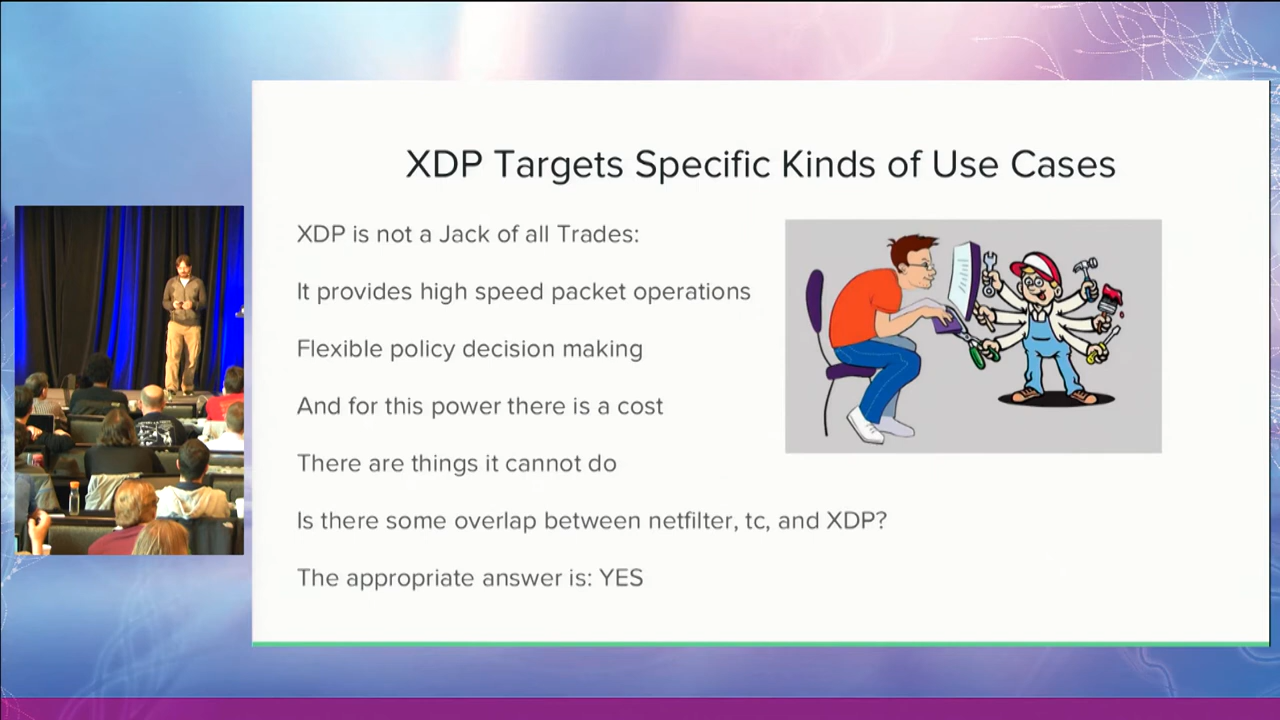 XDP Targets Specific Kinds of Use Cases
XDP is not a Jack of all Trades:
It provides high speed packet operations
Flexible policy decision making
And for this power there is a cost
There are things it cannot do
Is there some overlap between netfilter, tc, and XDP?
The appropriate answer is: YES